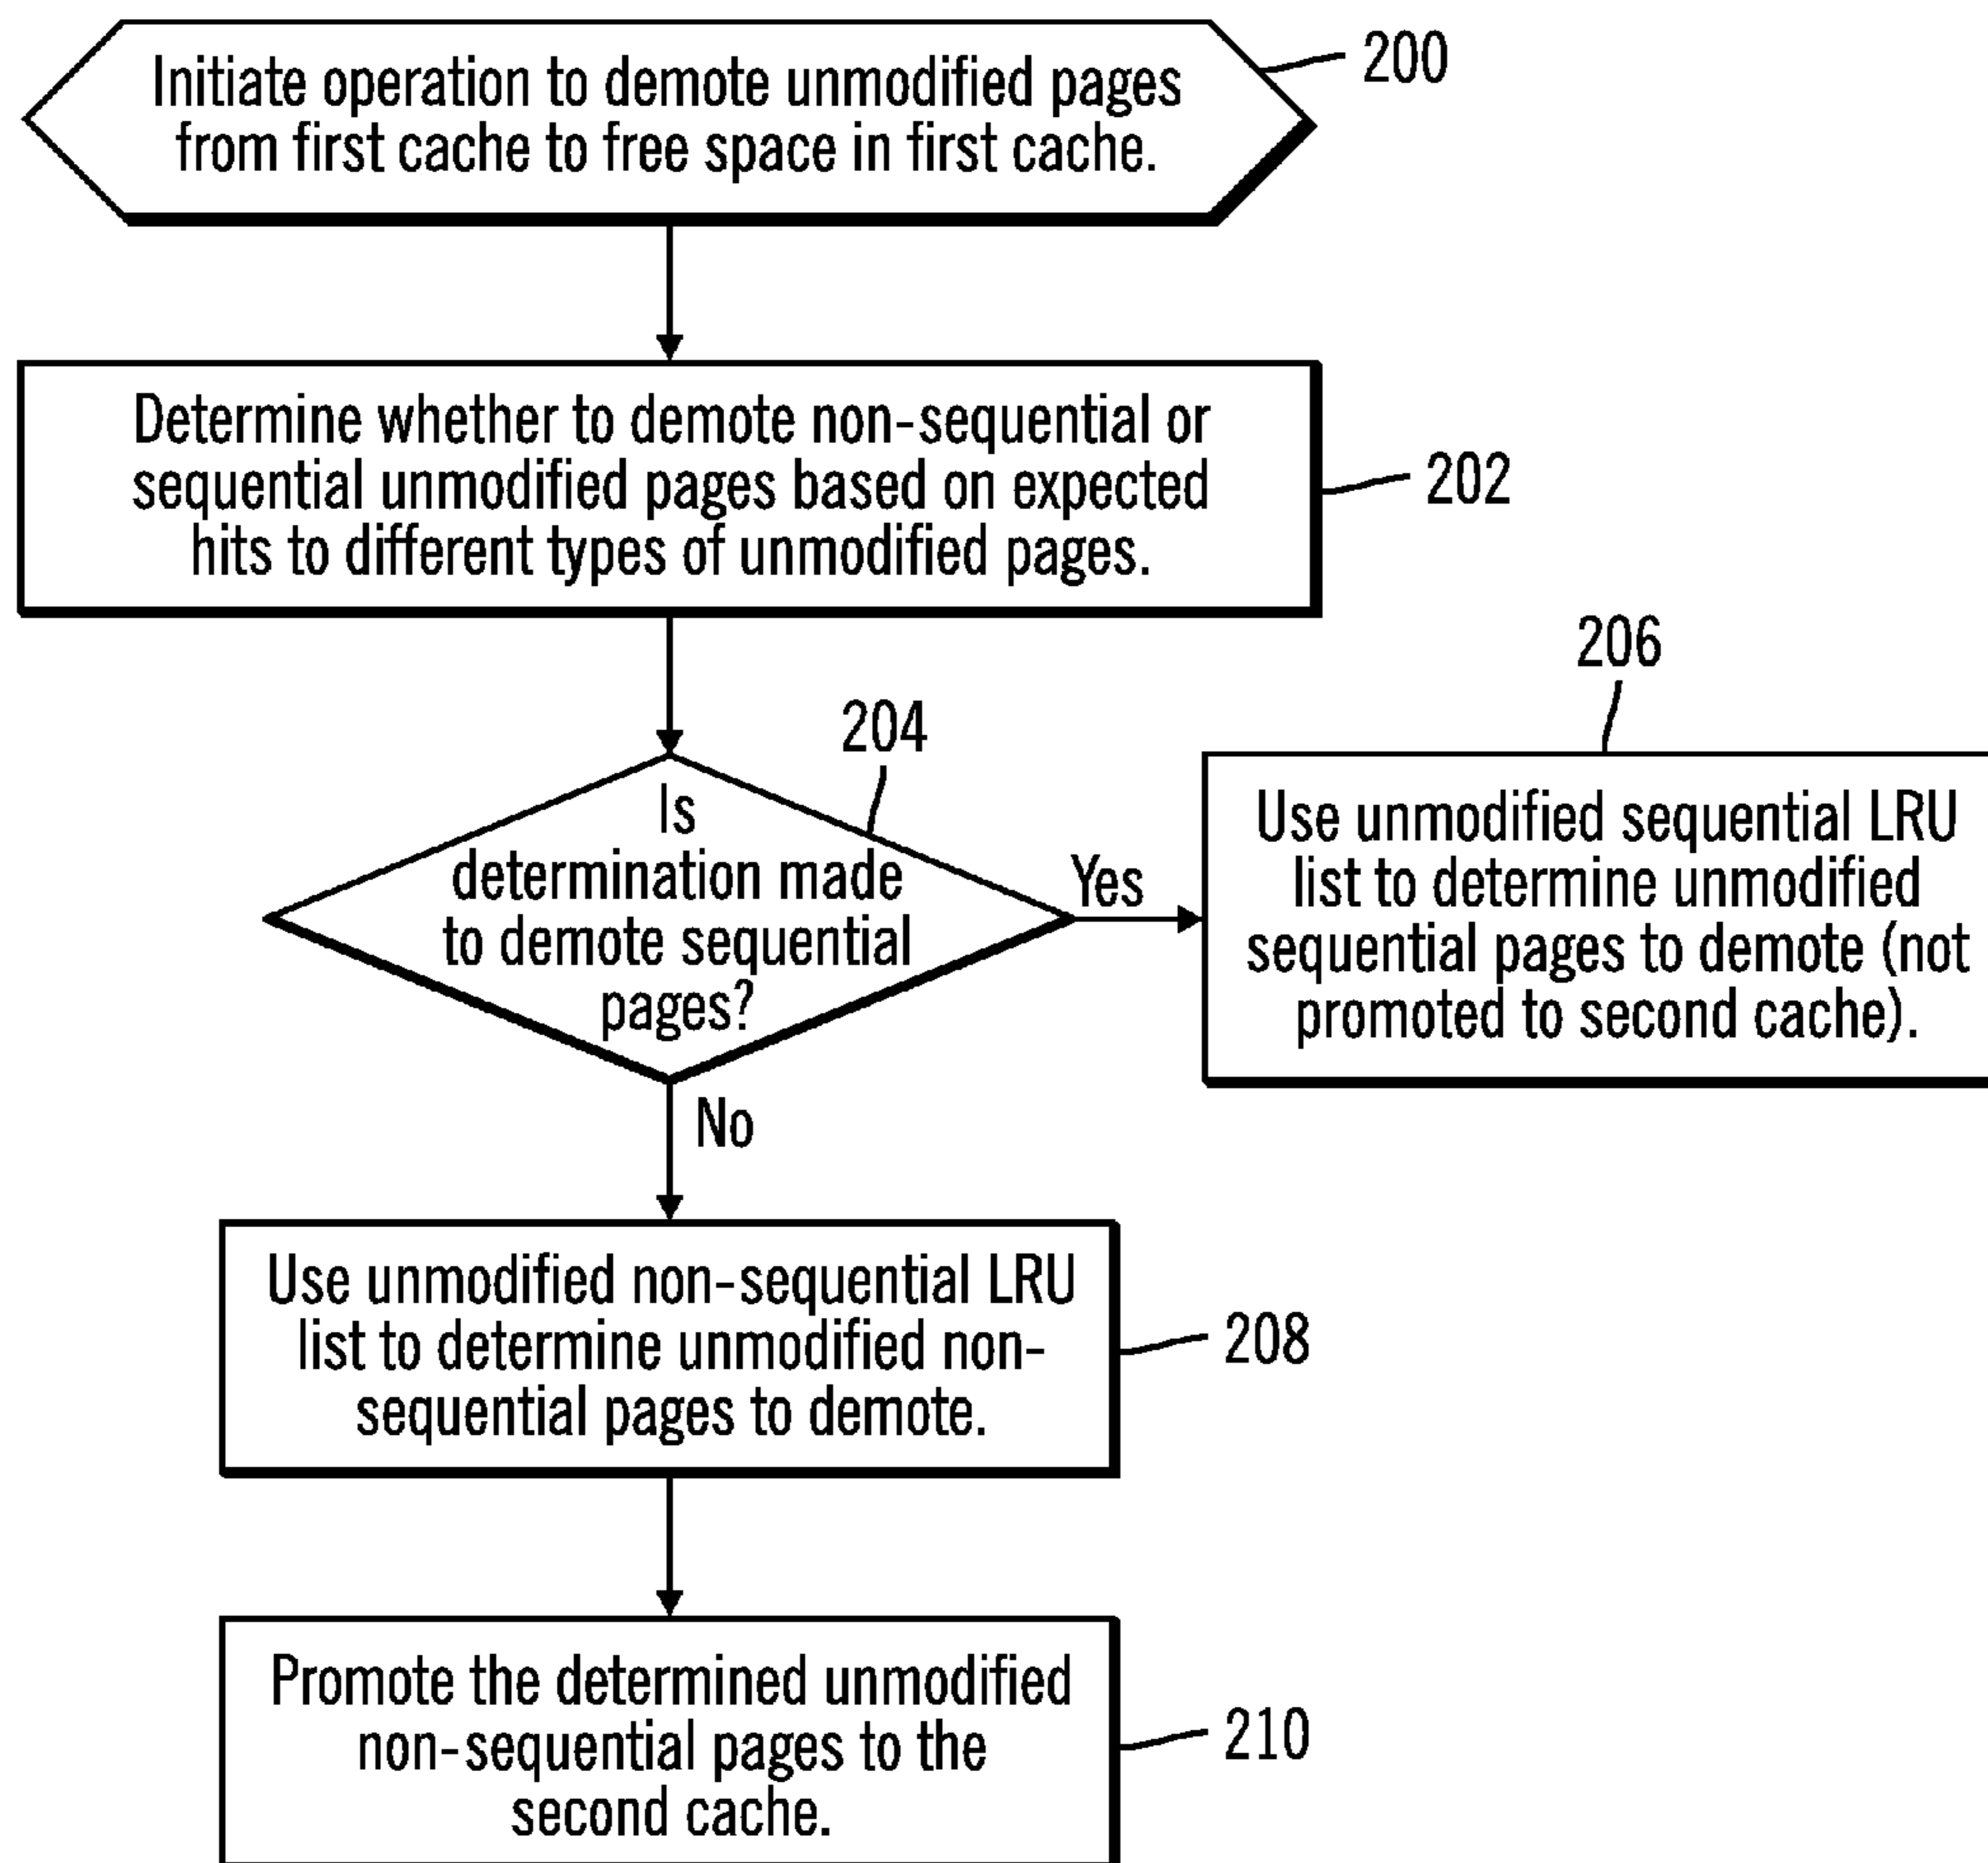 Initiate operation to demote unmodified pages
from first cache to free space in first cache.
200
Determine whether to demote non-sequential or
sequential unmodified pages based on expected
hits to different types of unmodified pages.
202
204
Is
determination made
to demote sequential
pages?
Yes
206
Use unmodified sequential LRU
list to determine unmodified
sequential pages to demote (not
promoted to second cache).
No
Use unmodified non-sequential LRU
list to determine unmodified non-
sequential pages to demote.
208
Promote the determined unmodified
non-sequential pages to the
second cache.
210